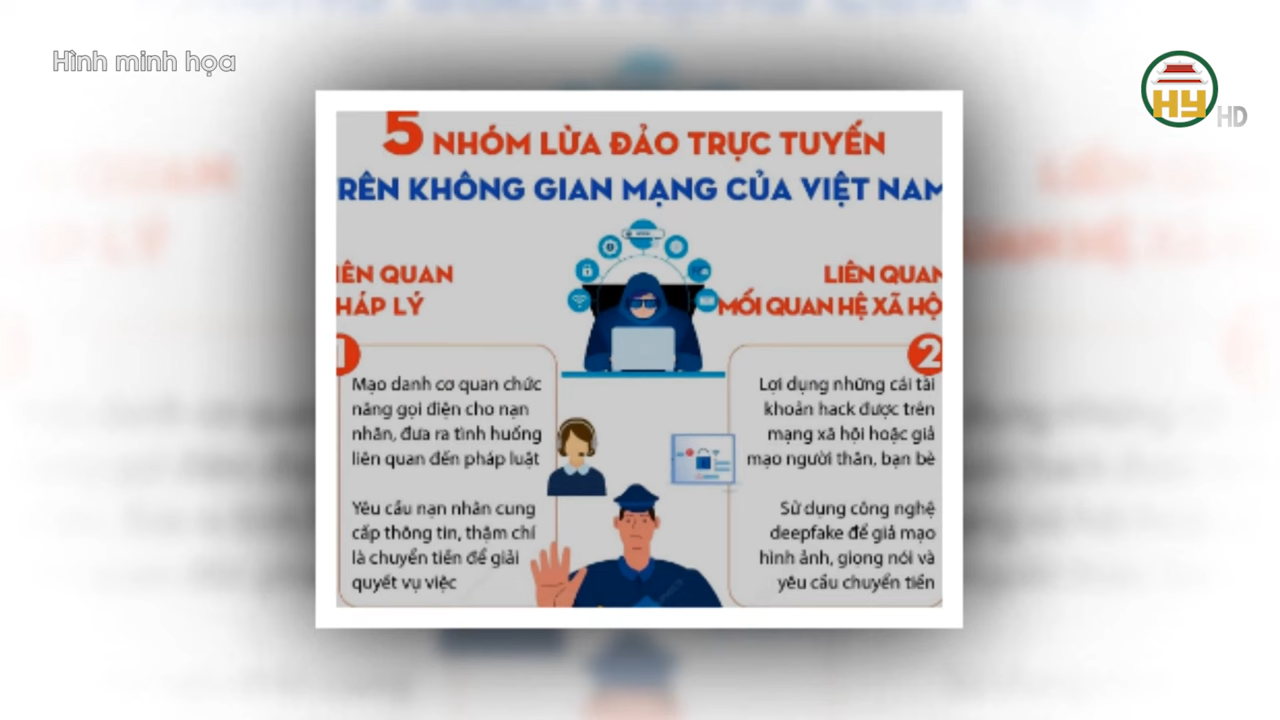 Hình minh họa
HY HD
5 NHÓM LỪA ĐẢO TRỰC TUYẾN
RÊN KHÔNG GIAN MẠNG CỦA VIỆT NAM
IÊN QUAN
HÁP LÝ
LIÊN QUAN
MỐI QUAN HỆ XÃ HỘ
1
Mạo danh cơ quan chức
năng gọi điện cho nạn
nhân, đưa ra tình huống
liên quan đến pháp luật
Yêu cầu nạn nhân cung
cấp thông tin, thậm chí
là chuyển tiền để giải
quyết vụ việc
2
Lợi dụng những cái tài
khoản hack được trên
mạng xã hội hoặc giả
mạo người thân, bạn bè
Sử dụng công nghệ
deepfake để giả mạo
hình ảnh, giọng nói và
yêu cầu chuyển tiền